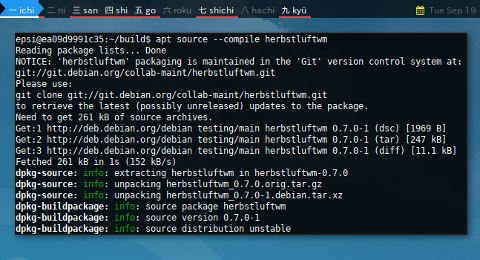 一 ichi 二 ni 三 san 四 shi 五 go 六 roku 七 shichi 八 hachi 九 kyū Tue Sep 19
epsi@ea09d9991c35:~/build$ apt source --compile herbstluftwm
Reading package lists... Done
NOTICE: 'herbstluftwm' packaging is maintained in the 'Git' version control system at:
git://git.debian.org/collab-maint/herbstluftwm.git
Please use:
git clone git://git.debian.org/collab-maint/herbstluftwm.git
to retrieve the latest (possibly unreleased) updates to the package.
Need to get 261 kB of source archives.
Get:1 http://deb.debian.org/debian testing/main herbstluftwm 0.7.0-1 (dsc) [1969 B]
Get:2 http://deb.debian.org/debian testing/main herbstluftwm 0.7.0-1 (tar) [247 kB]
Get:3 http://deb.debian.org/debian testing/main herbstluftwm 0.7.0-1 (diff) [11.1 kB]
Fetched 261 kB in 1s (152 kB/s)
dpkg-source: info: extracting herbstluftwm in herbstluftwm-0.7.0
dpkg-source: info: unpacking herbstluftwm_0.7.0.orig.tar.gz
dpkg-source: info: unpacking herbstluftwm_0.7.0-1.debian.tar.xz
dpkg-buildpackage: info: source package herbstluftwm
dpkg-buildpackage: info: source version 0.7.0-1
dpkg-buildpackage: info: source distribution unstable